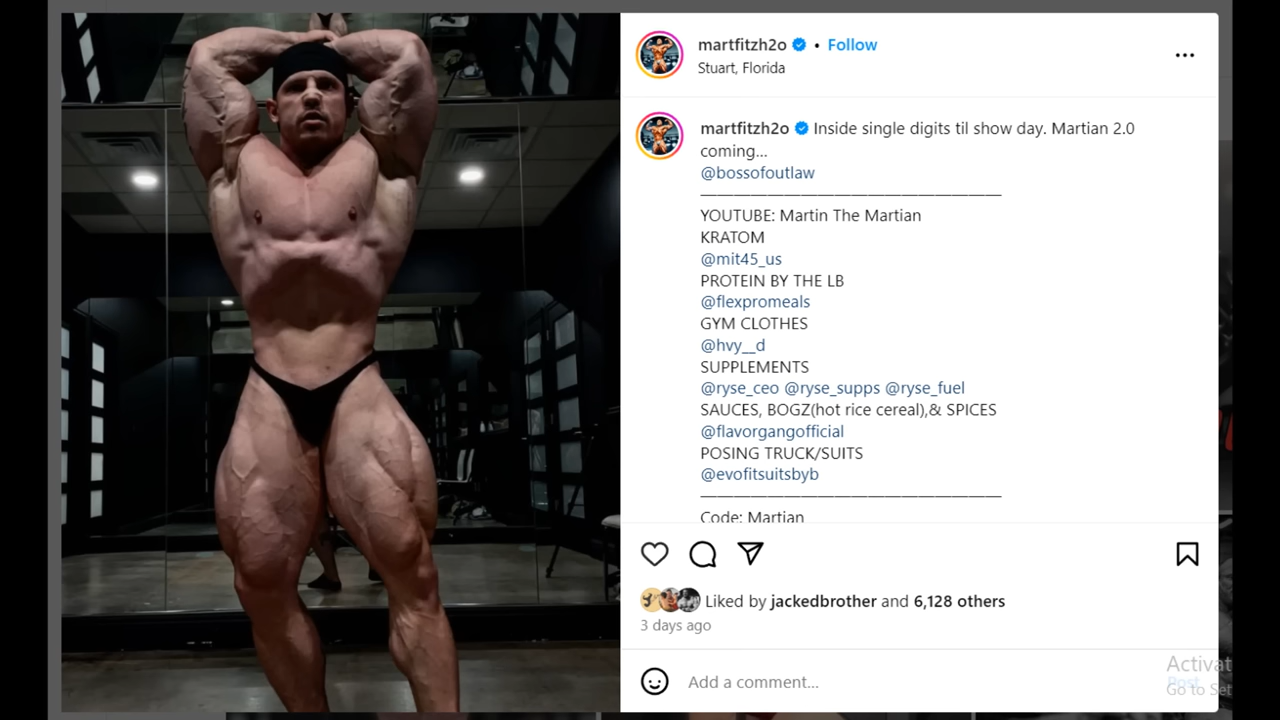 martfitzh2o • Follow
Stuart, Florida
martfitzh2o Inside single digits til show day. Martian 2.0
coming...
@bossofoutlaw
———————————————————
YOUTUBE: Martin The Martian
KRATOM
@mit45_us
PROTEIN BY THE LB
@flexpromeals
GYM CLOTHES
@hvy__d
SUPPLEMENTS
@ryse_ceo @ryse_supps @ryse_fuel
SAUCES, BOGZ(hot rice cereal),& SPICES
@flavorgangofficial
POSING TRUCK/SUITS
@evofitsuitsbyb
———————————————————
Code: Martian
Liked by jackedbrother and 6,128 others
3 days ago
Add a comment...
Post
Activat
Go to Set